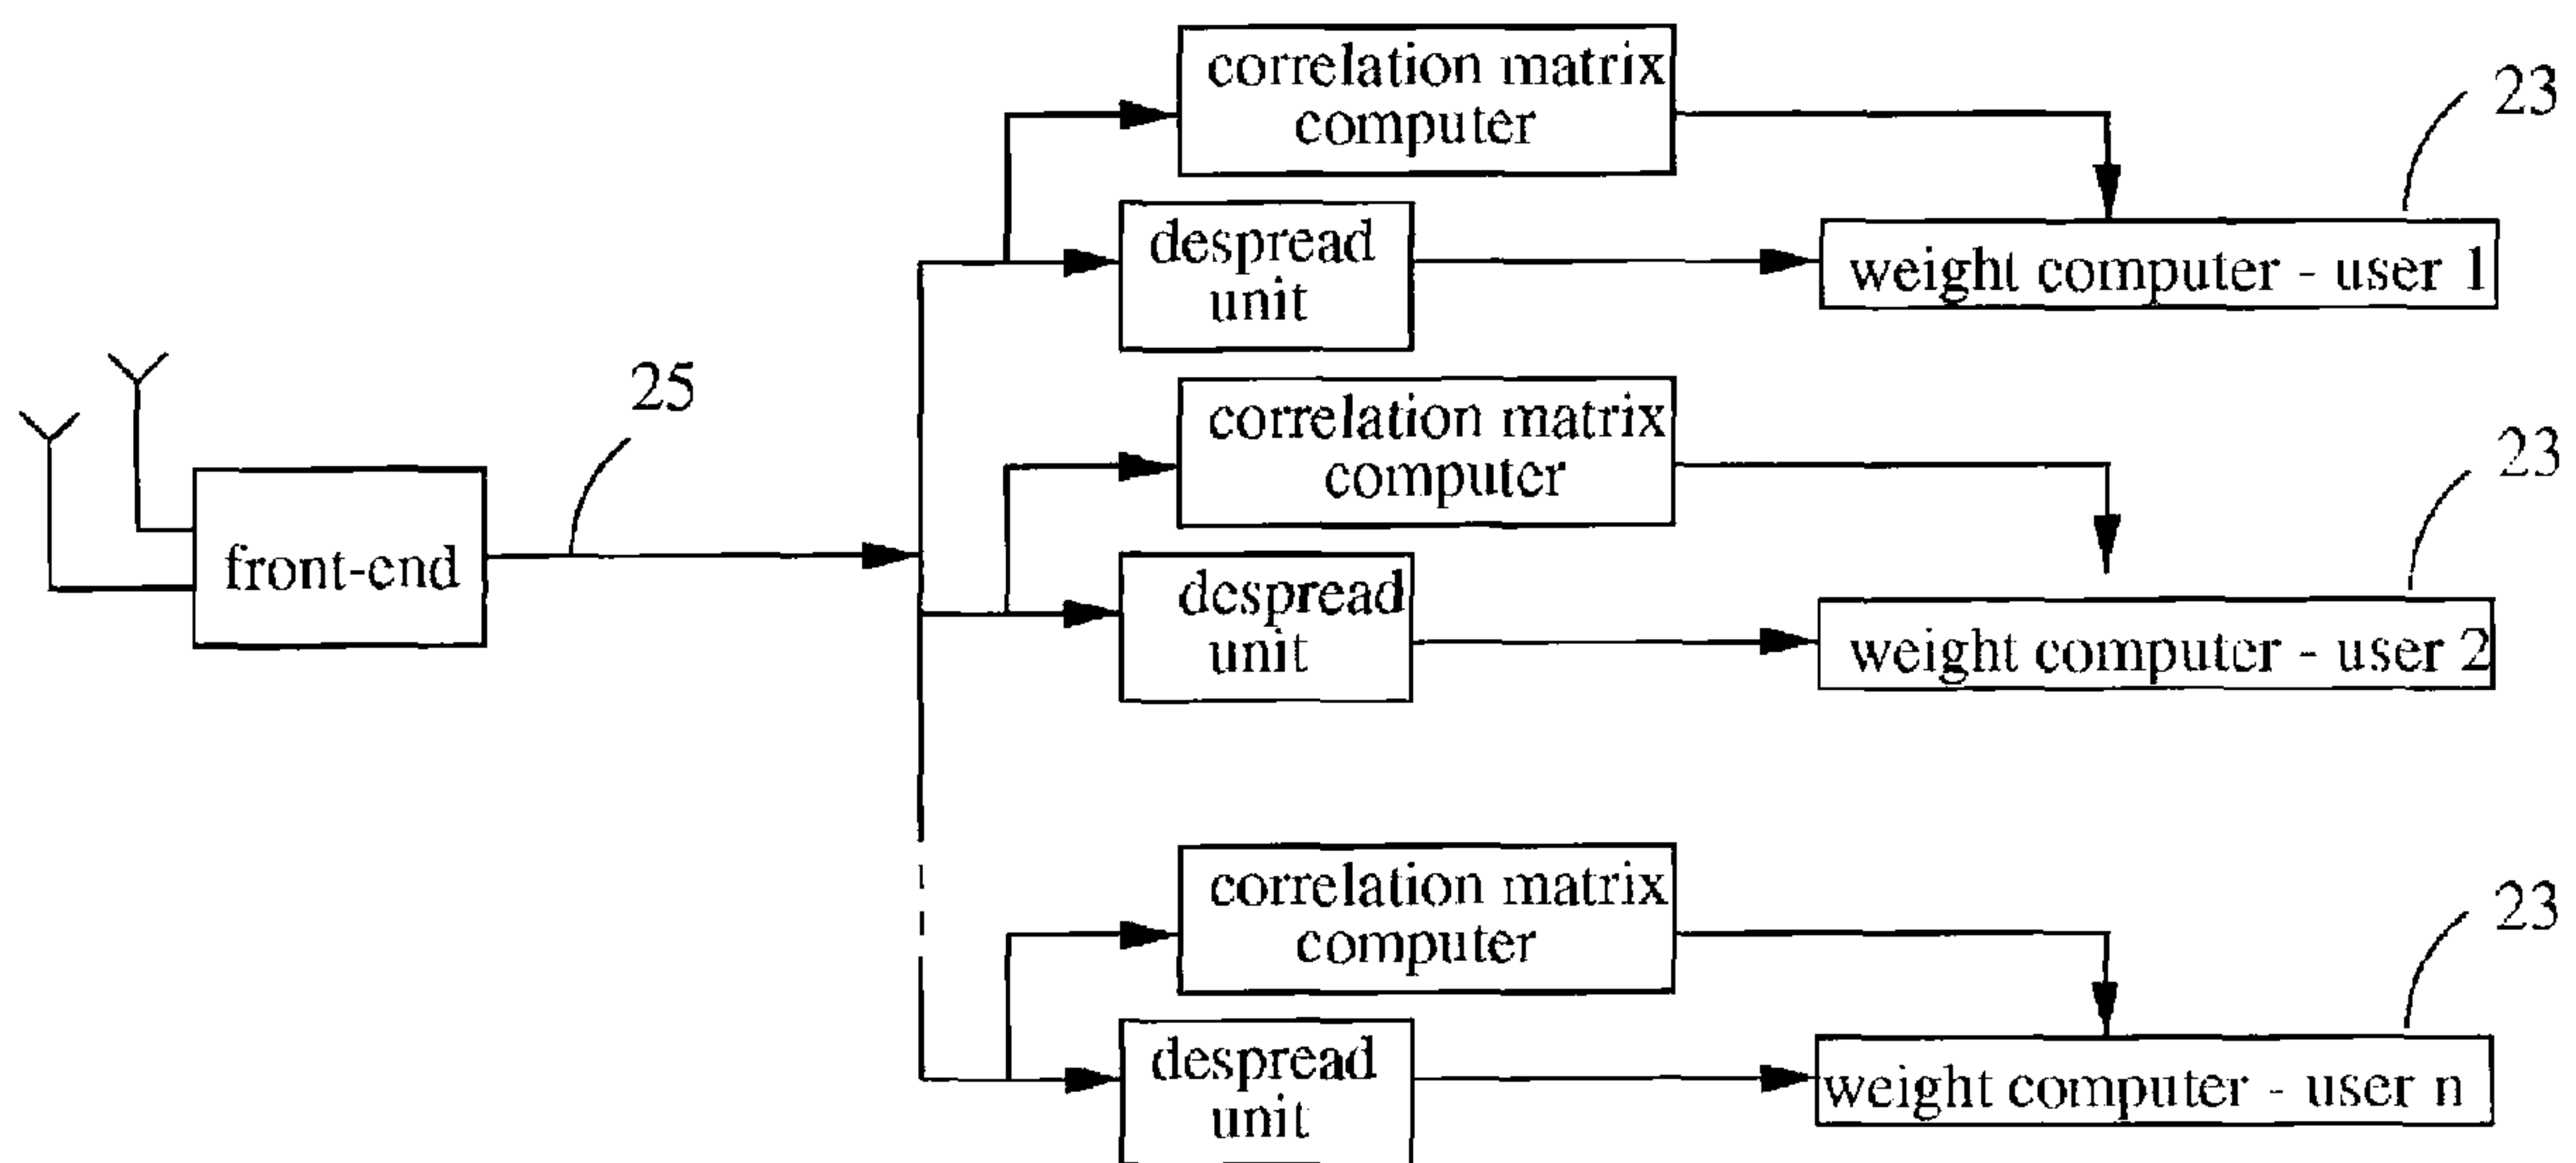 correlation matrix
computer
23
despread
unit
weight computer - user 1
25
correlation matrix
computer
23
front-end
despread
unit
weight computer - user 2
correlation matrix
computer
23
despread
unit
weight computer - user n